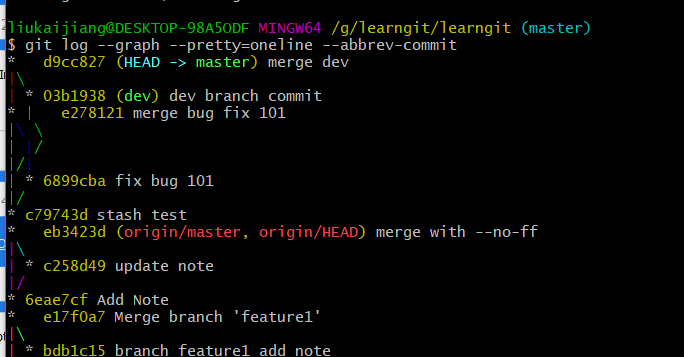 liukaijiang@DESKTOP-98A5ODF MINGW64 /g/learngit/learngit (master)
$ git log --graph --pretty=oneline --abbrev-commit
*   d9cc827 (HEAD -> master) merge dev
|\
| * 03b1938 (dev) dev branch commit
* |   e278121 merge bug fix 101
|\ \
| |/
|/|
| * 6899cba fix bug 101
|/
* c79743d stash test
*   eb3423d (origin/master, origin/HEAD) merge with --no-ff
|\
| * c258d49 update note
|/
* 6eae7cf Add Note
*   e17f0a7 Merge branch 'feature1'
|\
| * bdb1c15 branch feature1 add note